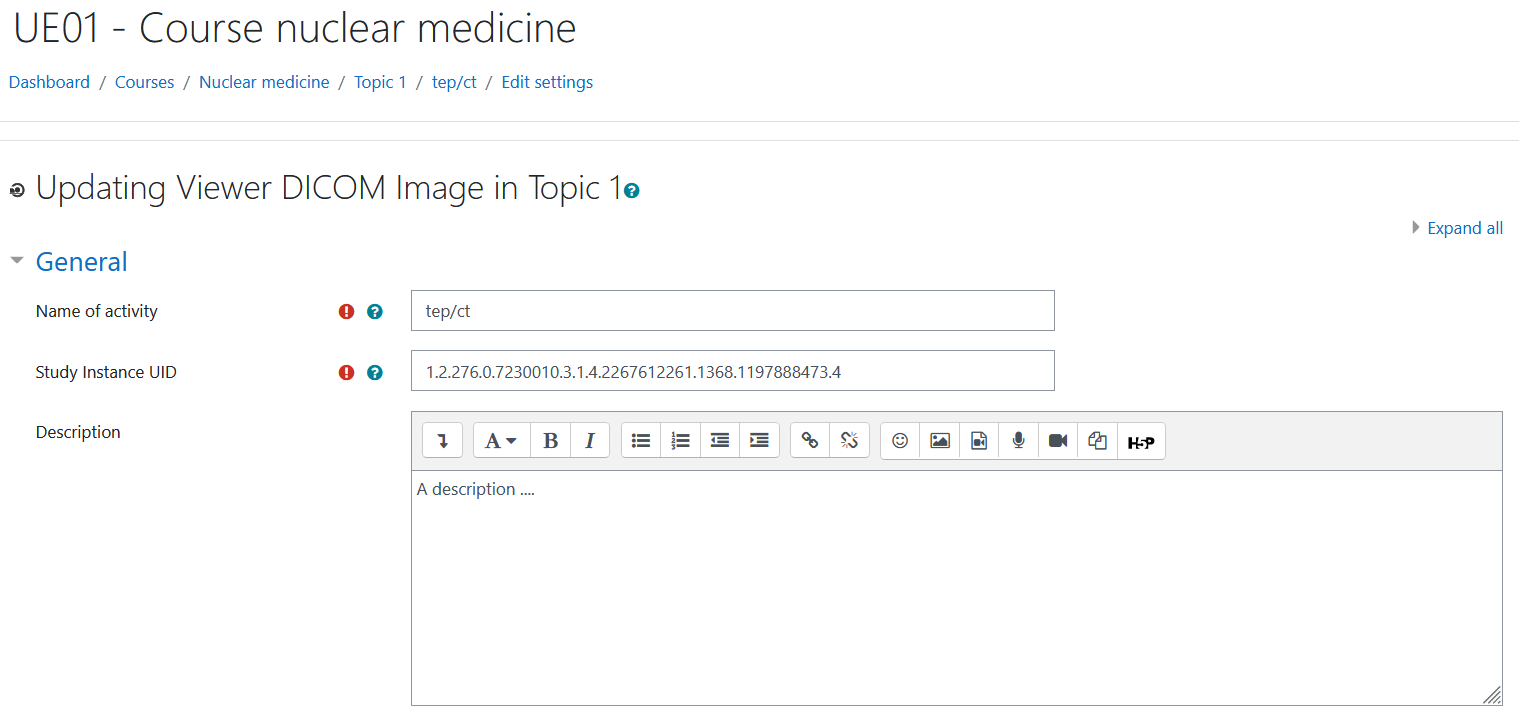 UE01 - Course nuclear medicine
Dashboard / Courses / Nuclear medicine / Topic 1 / tep/ct / Edit settings
Updating Viewer DICOM Image in Topic 1
Expand all
General
Name of activity
tep/ct
Study Instance UID
1.2.276.0.7230010.3.1.4.2267612261.1368.1197888473.4
Description
A B I H5P
A description ....